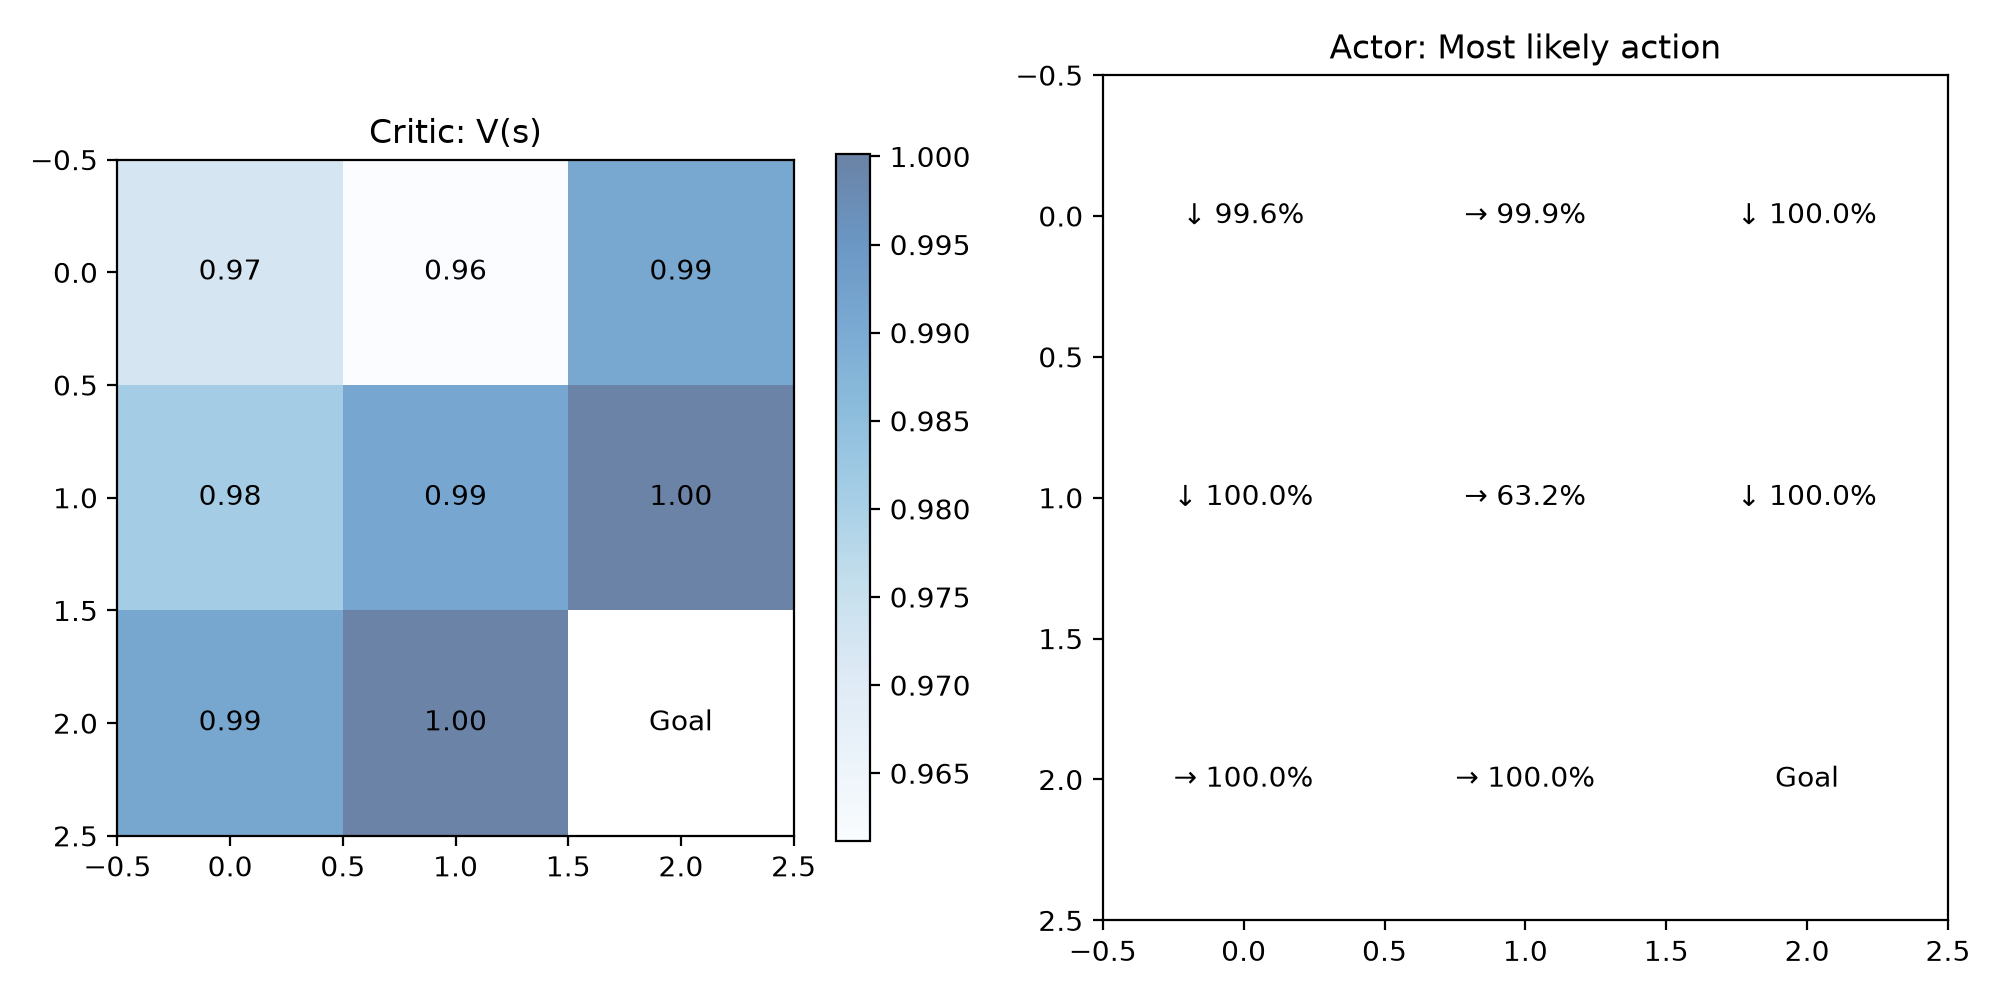 Critic: V(s)
−0.5
0.0
0.5
1.0
1.5
2.0
2.5
0.97 0.96 0.99
0.98 0.99 1.00
0.99 1.00 Goal
−0.5 0.0 0.5 1.0 1.5 2.0 2.5
1.000
0.995
0.990
0.985
0.980
0.975
0.970
0.965
Actor: Most likely action
−0.5
0.0
0.5
1.0
1.5
2.0
2.5
↓ 99.6% → 99.9% ↓ 100.0%
↓ 100.0% → 63.2% ↓ 100.0%
→ 100.0% → 100.0% Goal
−0.5 0.0 0.5 1.0 1.5 2.0 2.5